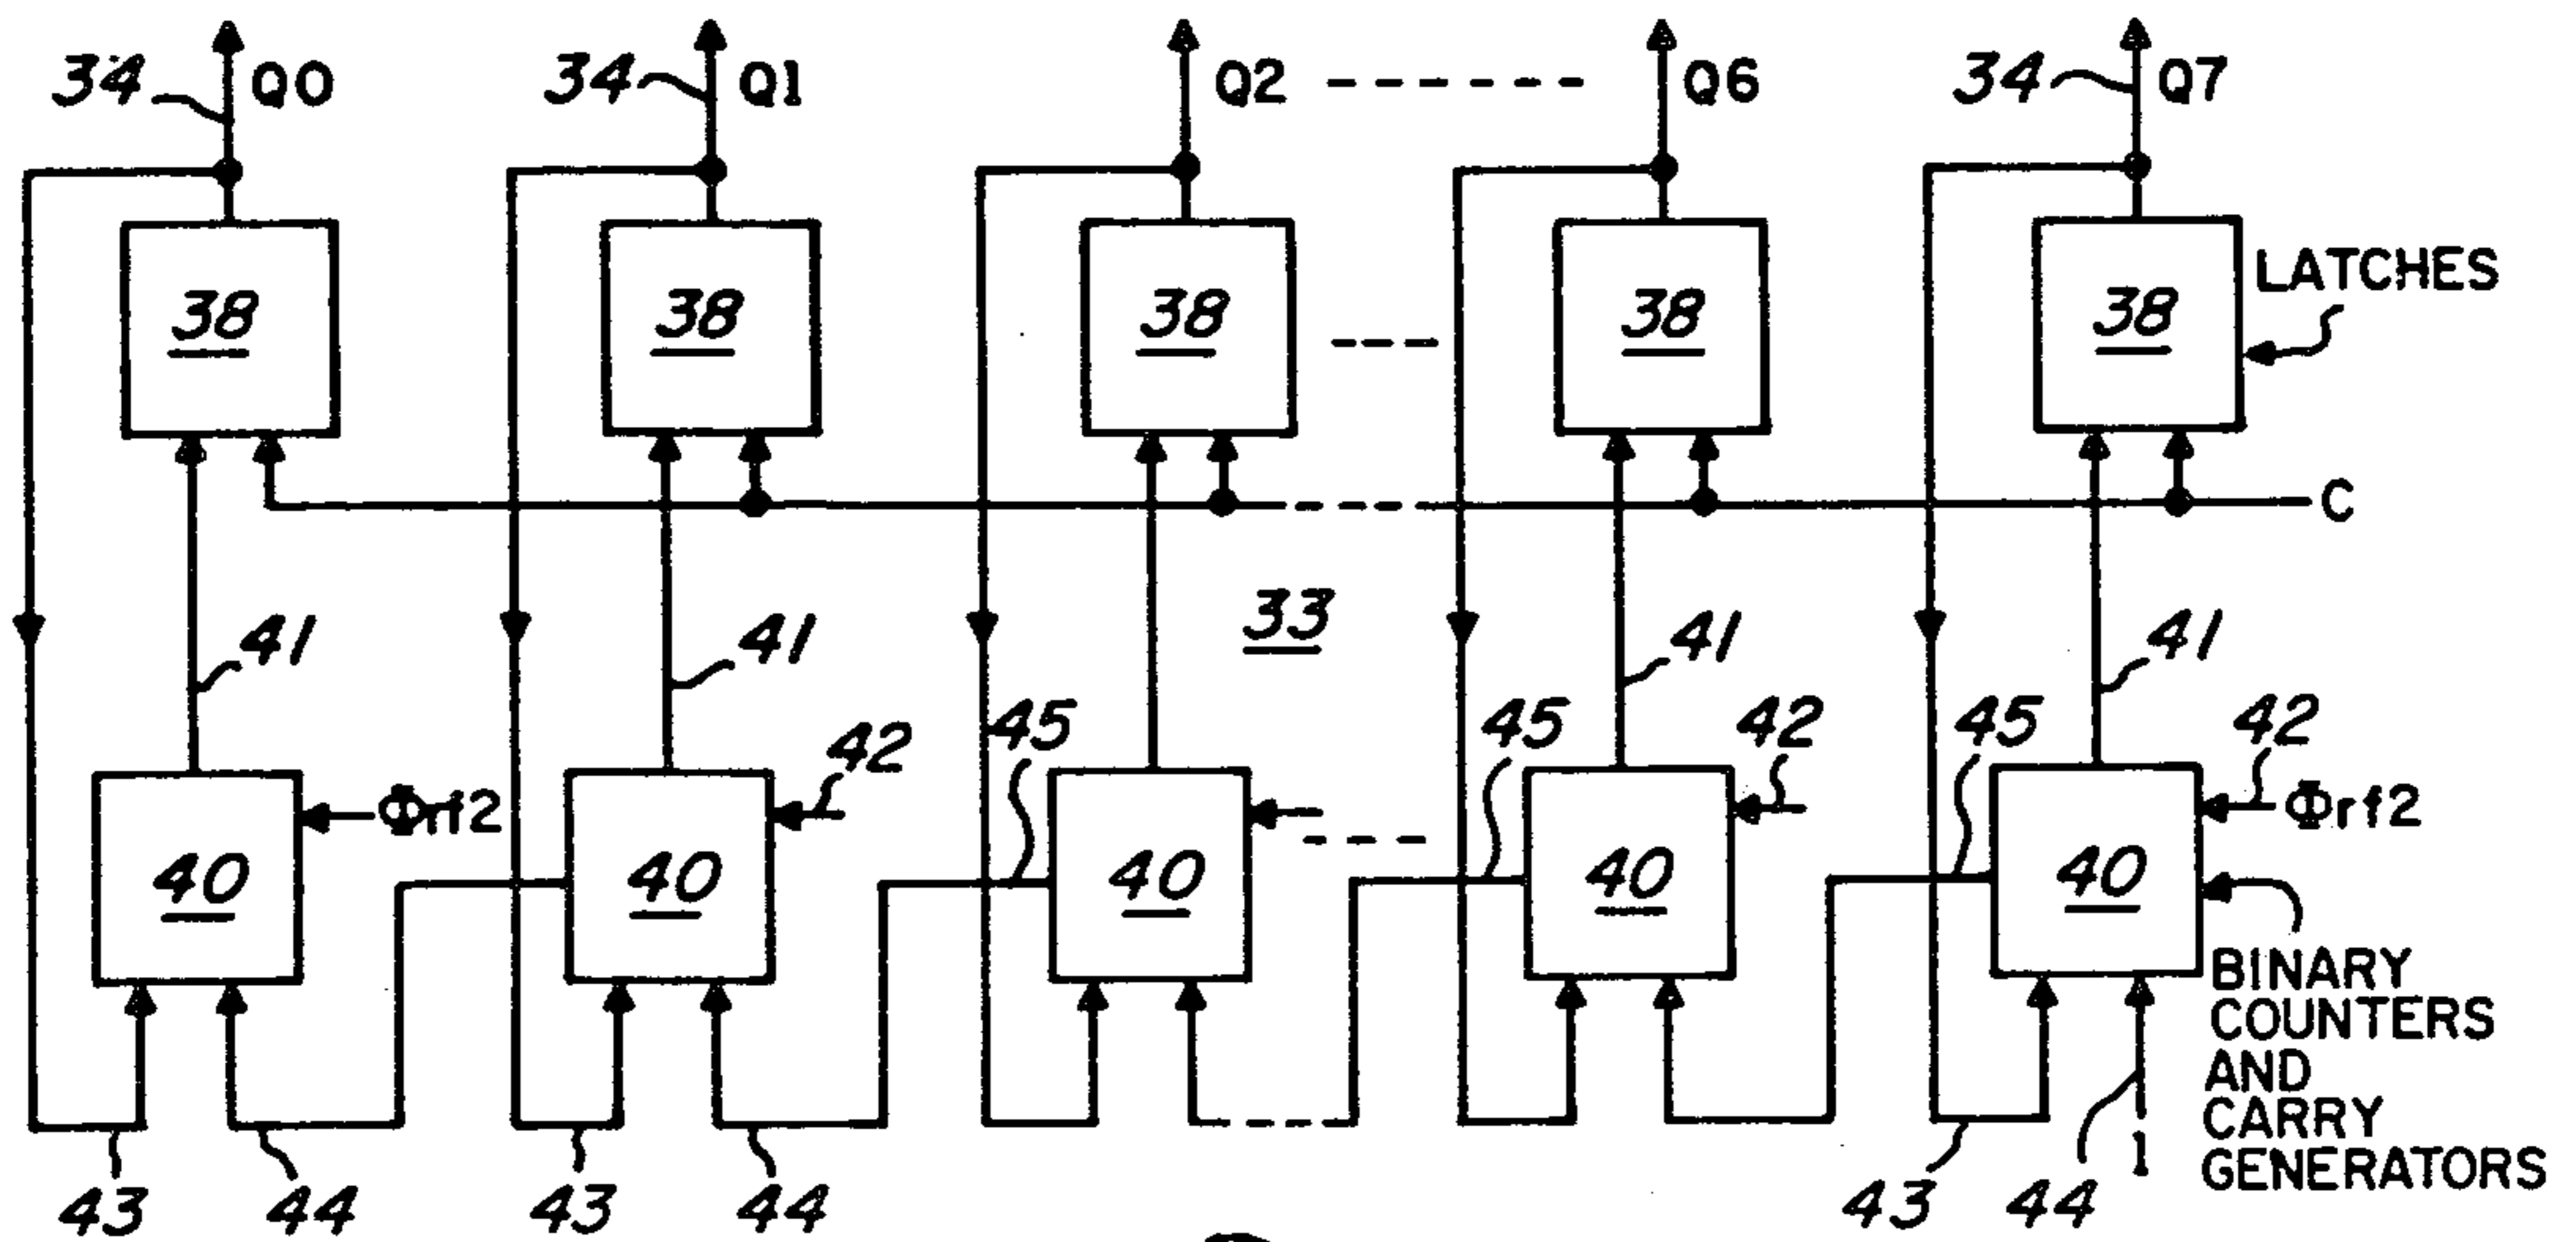 34 Q0 34 Q1 Q2 Q6 34 Q7
38 38 38 38 38 LATCHES
C
33
41 41 41 41
45 45 42 45 42
42
Φrf2 Φrf2
40 40 40 40 40
BINARY
COUNTERS
AND
CARRY
GENERATORS
1
43 44 43 44 43 44